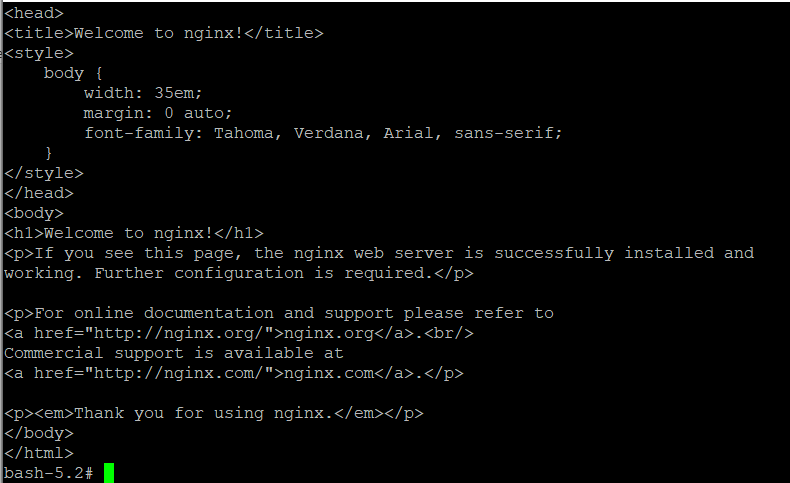 <head>
<title>Welcome to nginx!</title>
<style>
    body {
        width: 35em;
        margin: 0 auto;
        font-family: Tahoma, Verdana, Arial, sans-serif;
    }
</style>
</head>
<body>
<h1>Welcome to nginx!</h1>
<p>If you see this page, the nginx web server is successfully installed and
working. Further configuration is required.</p>

<p>For online documentation and support please refer to
<a href="http://nginx.org/">nginx.org</a>.<br/>
Commercial support is available at
<a href="http://nginx.com/">nginx.com</a>.</p>

<p><em>Thank you for using nginx.</em></p>
</body>
</html>
bash-5.2#